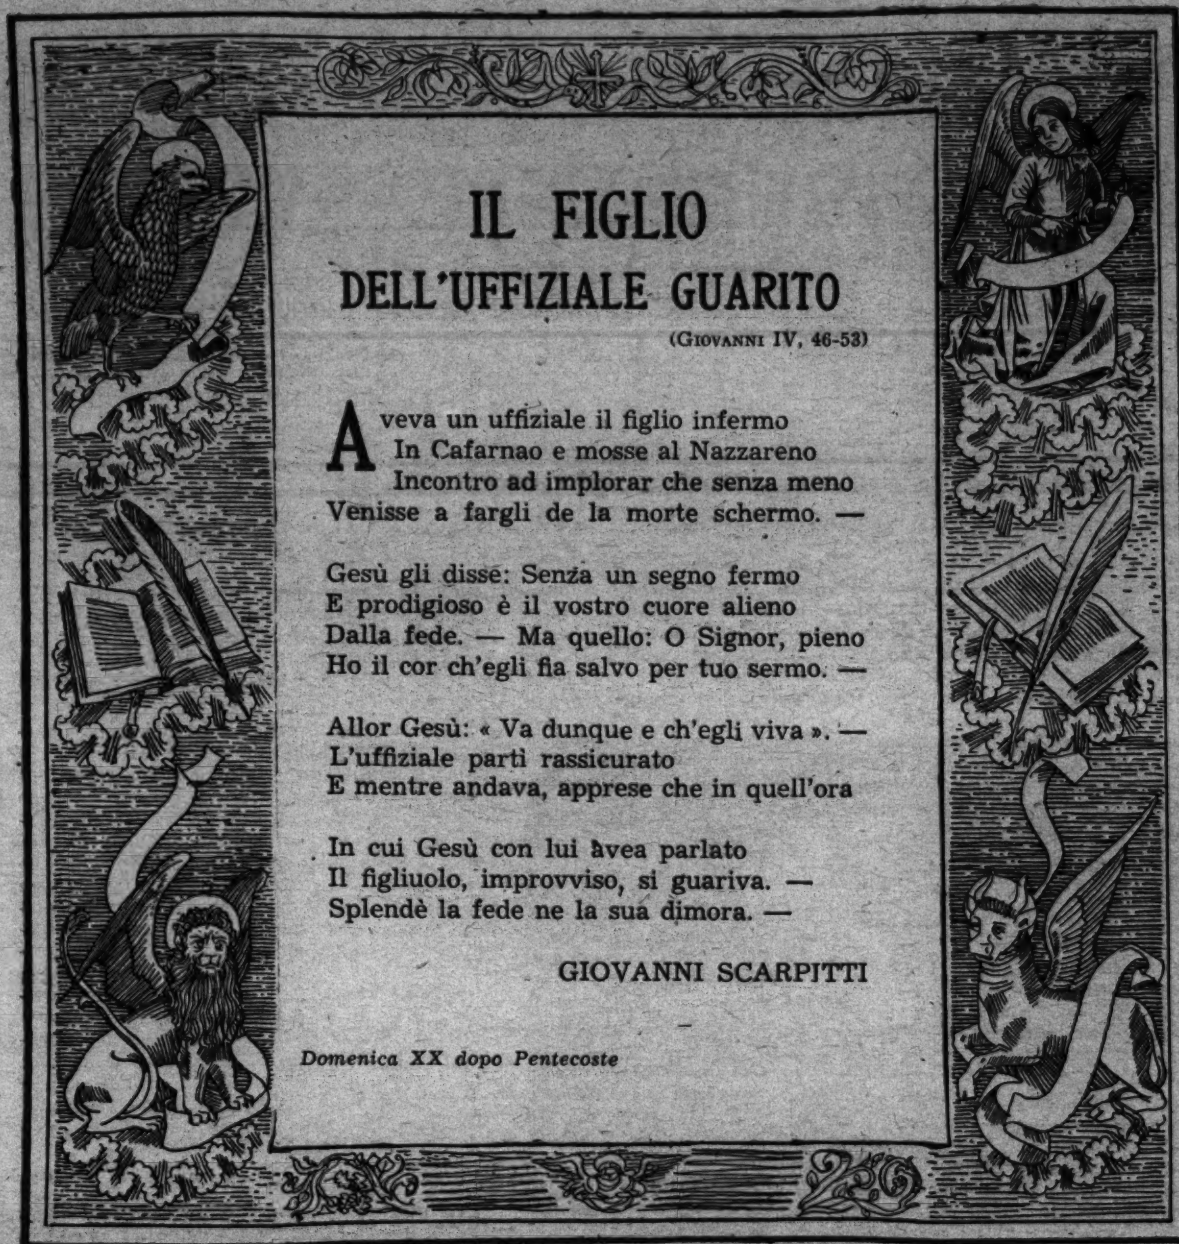 IL FIGLIO
DELL'UFFIZIALE GUARITO
(GIOVANNI IV, 46-53)
Aveva un uffiziale il figlio infermo
In Cafarnao e mosse al Nazzareno
Incontro ad implorar che senza meno
Venisse a fargli de la morte schermo. —
Gesù gli disse: Senza un segno fermo
E prodigioso è il vostro cuore alieno
Dalla fede. — Ma quello: O Signor, pieno
Ho il cor ch'egli fia salvo per tuo sermo. —
Allor Gesù: « Va dunque e ch'egli viva ». —
L'uffiziale partì rassicurato
E mentre andava, apprese che in quell'ora
In cui Gesù con lui avea parlato
Il figliuolo, improvviso, si guariva. —
Splendè la fede ne la sua dimora. —
GIOVANNI SCARPITTI
Domenica XX dopo Pentecoste